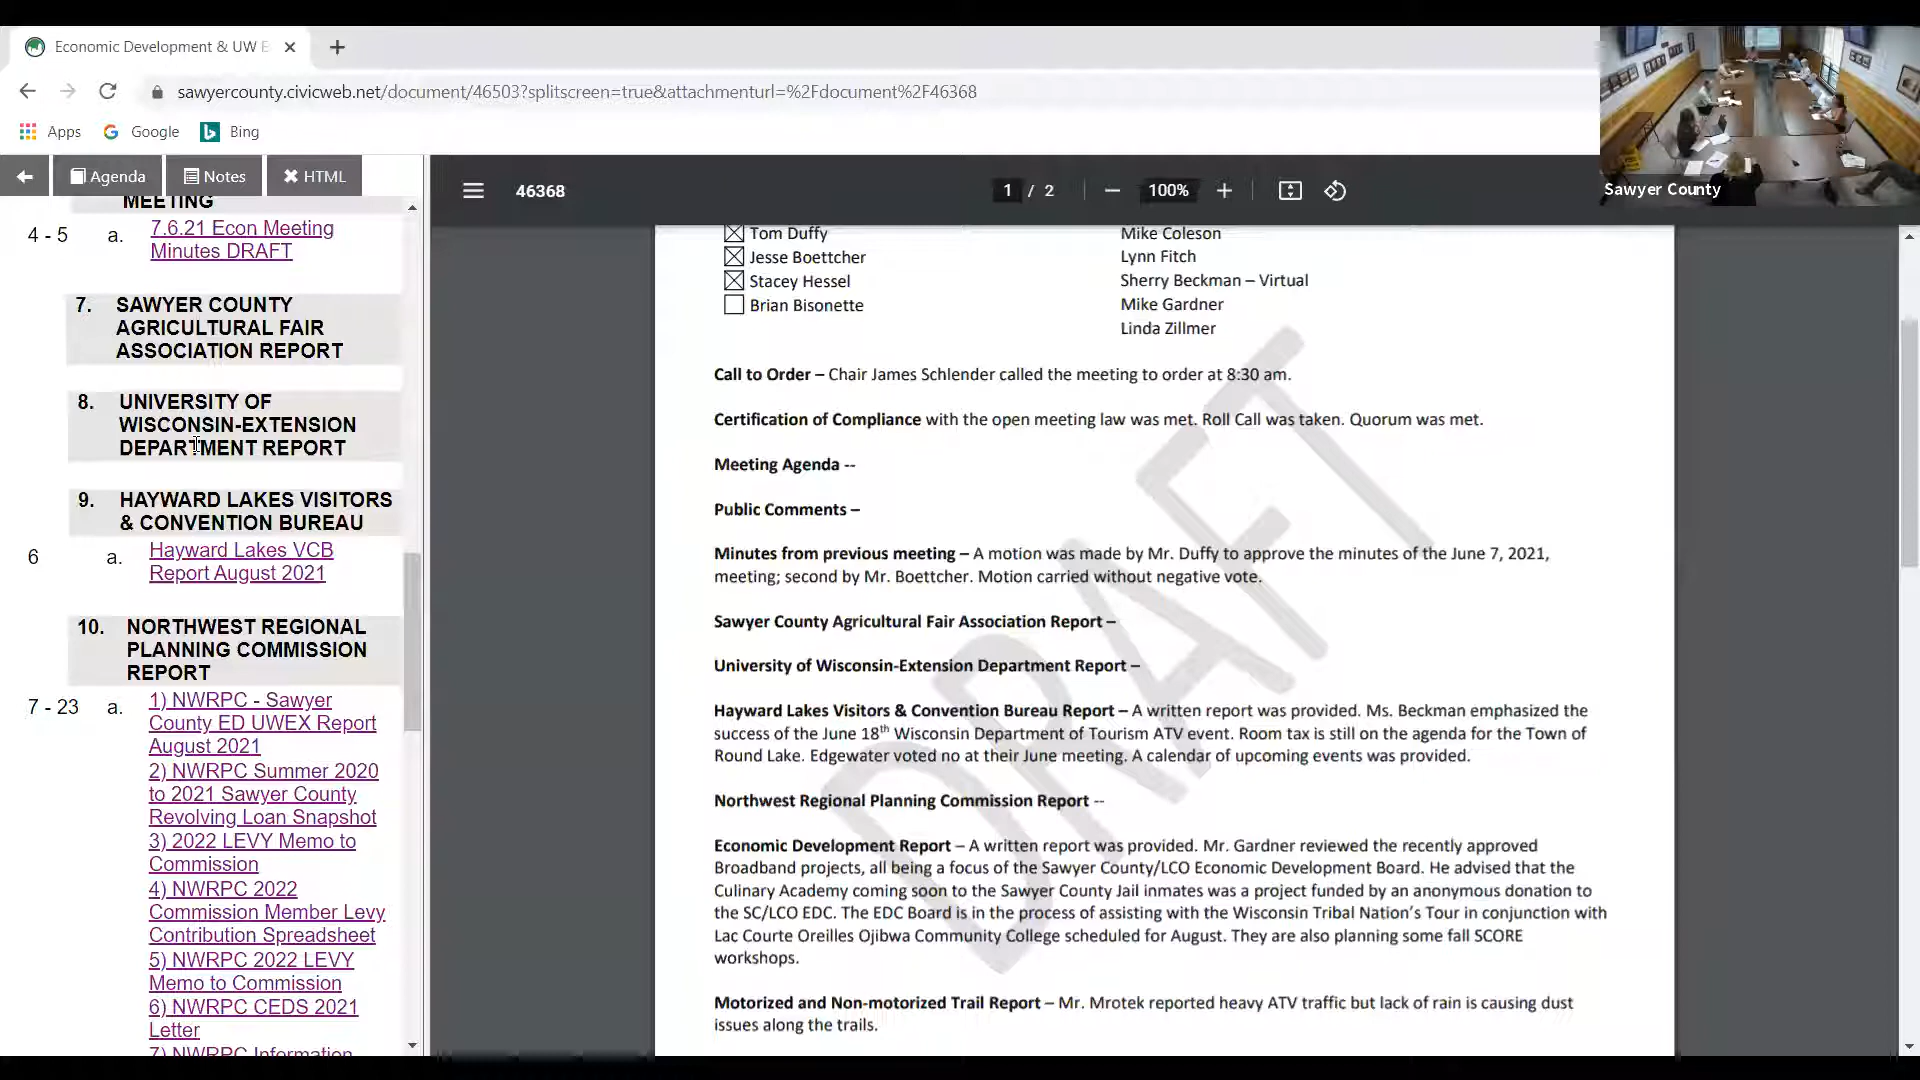 Economic Development & UW E
sawyercounty.civicweb.net/document/46503?splitscreen=true&attachmenturl=%2Fdocument%2F46368
Apps
Google
Bing
Sawyer County
Agenda
Notes
HTML
46368
1 / 2
100%
MEETING
4 - 5 a. 7.6.21 Econ Meeting
Minutes DRAFT
7. SAWYER COUNTY
AGRICULTURAL FAIR
ASSOCIATION REPORT
8. UNIVERSITY OF
WISCONSIN-EXTENSION
DEPARTMENT REPORT
9. HAYWARD LAKES VISITORS
& CONVENTION BUREAU
6 a. Hayward Lakes VCB
Report August 2021
10. NORTHWEST REGIONAL
PLANNING COMMISSION
REPORT
7 - 23 a. 1) NWRPC - Sawyer
County ED UWEX Report
August 2021
2) NWRPC Summer 2020
to 2021 Sawyer County
Revolving Loan Snapshot
3) 2022 LEVY Memo to
Commission
4) NWRPC 2022
Commission Member Levy
Contribution Spreadsheet
5) NWRPC 2022 LEVY
Memo to Commission
6) NWRPC CEDS 2021
Letter
7) NWRPC Information
Tom Duffy
Jesse Boettcher
Stacey Hessel
Brian Bisonette
Mike Coleson
Lynn Fitch
Sherry Beckman – Virtual
Mike Gardner
Linda Zillmer
Call to Order – Chair James Schlender called the meeting to order at 8:30 am.
Certification of Compliance with the open meeting law was met. Roll Call was taken. Quorum was met.
Meeting Agenda --
Public Comments –
Minutes from previous meeting – A motion was made by Mr. Duffy to approve the minutes of the June 7, 2021,
meeting; second by Mr. Boettcher. Motion carried without negative vote.
Sawyer County Agricultural Fair Association Report –
University of Wisconsin-Extension Department Report –
Hayward Lakes Visitors & Convention Bureau Report – A written report was provided. Ms. Beckman emphasized the
success of the June 18th Wisconsin Department of Tourism ATV event. Room tax is still on the agenda for the Town of
Round Lake. Edgewater voted no at their June meeting. A calendar of upcoming events was provided.
Northwest Regional Planning Commission Report --
Economic Development Report – A written report was provided. Mr. Gardner reviewed the recently approved
Broadband projects, all being a focus of the Sawyer County/LCO Economic Development Board. He advised that the
Culinary Academy coming soon to the Sawyer County Jail inmates was a project funded by an anonymous donation to
the SC/LCO EDC. The EDC Board is in the process of assisting with the Wisconsin Tribal Nation's Tour in conjunction with
Lac Courte Oreilles Ojibwa Community College scheduled for August. They are also planning some fall SCORE
workshops.
Motorized and Non-motorized Trail Report – Mr. Mrotek reported heavy ATV traffic but lack of rain is causing dust
issues along the trails.
DRAFT